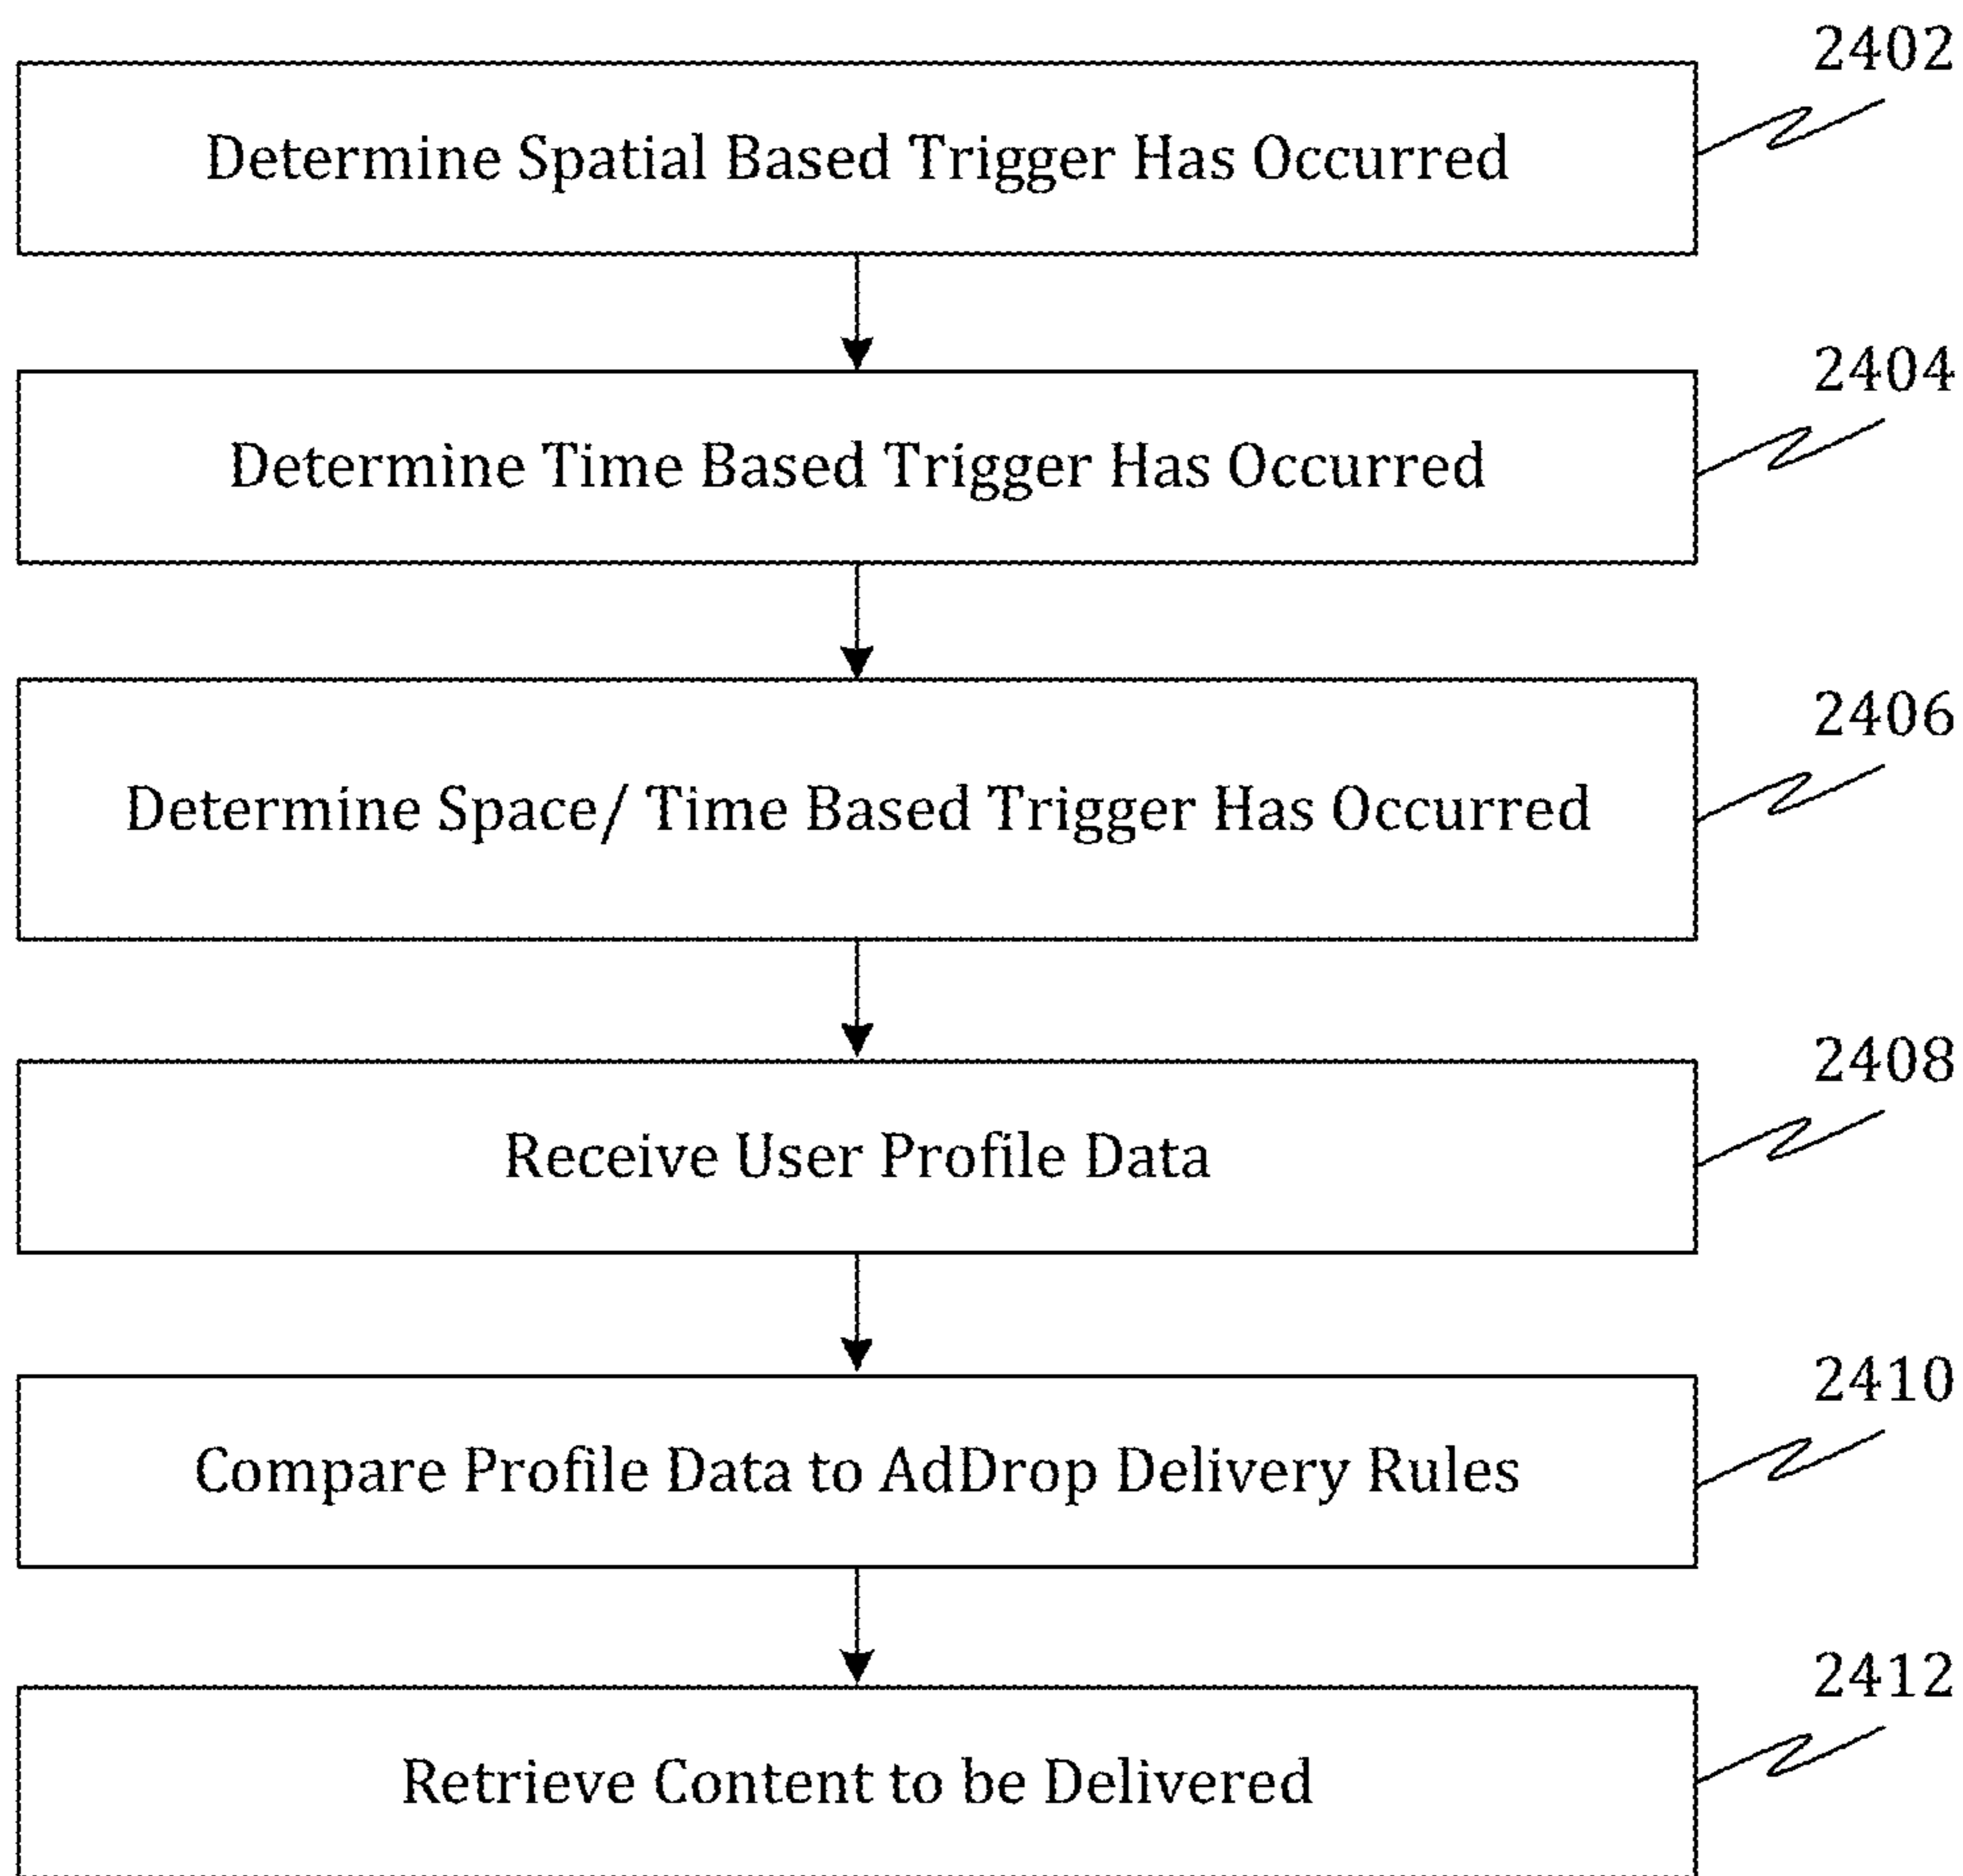 2402
Determine Spatial Based Trigger Has Occurred
2404
Determine Time Based Trigger Has Occurred
2406
Determine Space/ Time Based Trigger Has Occurred
2408
Receive User Profile Data
2410
Compare Profile Data to AdDrop Delivery Rules
2412
Retrieve Content to be Delivered